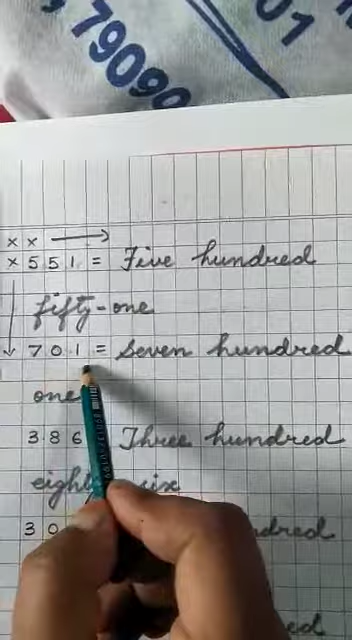 79090
01
x x →
x 5 5 1 = Five hundred
fifty-one
7 0 1 = Seven hundred
one
3 8 6 Three hundred
six
3 0